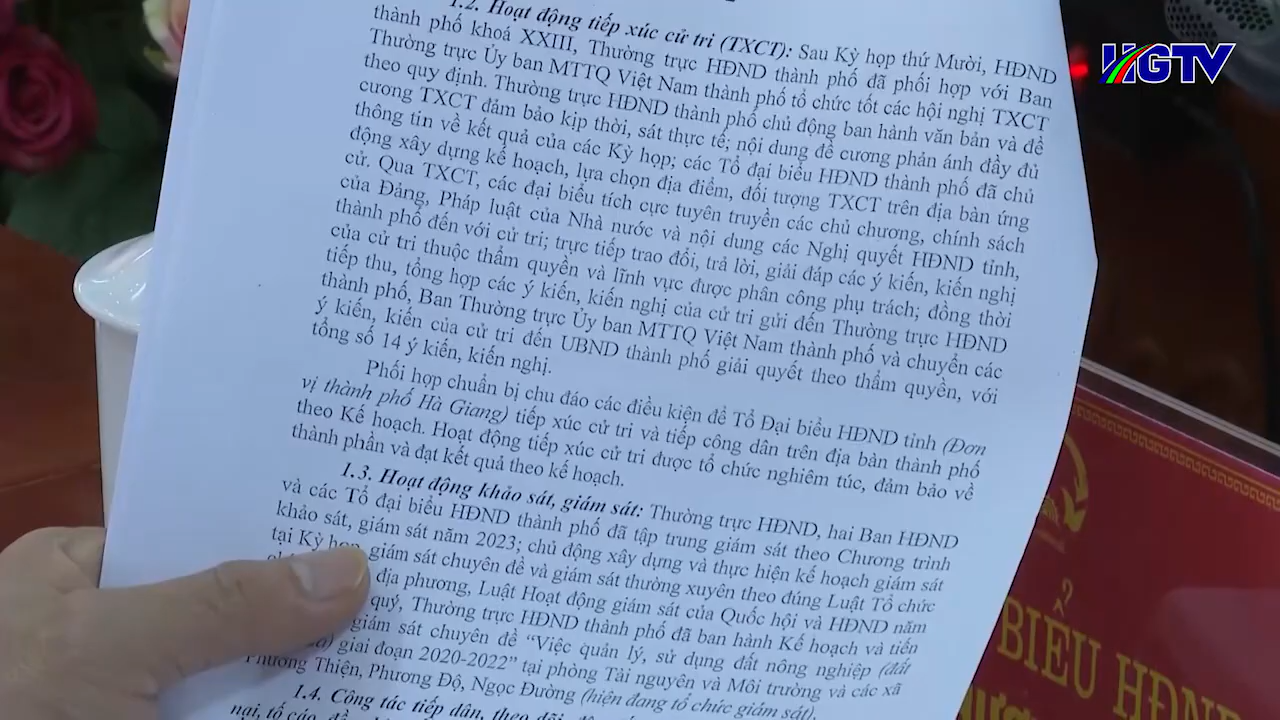 HGTV
1.2. Hoạt động tiếp xúc cử tri (TXCT): Sau Kỳ họp thứ Mười, HĐND
thành phố khoá XXIII, Thường trực HĐND thành phố đã phối hợp với Ban
Thường trực Ủy ban MTTQ Việt Nam thành phố tổ chức tốt các hội nghị TXCT
theo quy định. Thường trực HĐND thành phố chủ động ban hành văn bản và đề
cương TXCT đảm bảo kịp thời, sát thực tế; nội dung đề cương phản ánh đầy đủ
thông tin về kết quả của các Kỳ họp; các Tổ đại biểu HĐND thành phố đã chủ
động xây dựng kế hoạch, lựa chọn địa điểm, đối tượng TXCT trên địa bàn ứng
cử. Qua TXCT, các đại biểu tích cực tuyên truyền các chủ chương, chính sách
của Đảng, Pháp luật của Nhà nước và nội dung các Nghị quyết HĐND tỉnh,
thành phố đến với cử tri; trực tiếp trao đổi, trả lời, giải đáp các ý kiến, kiến nghị
của cử tri thuộc thẩm quyền và lĩnh vực được phân công phụ trách; đồng thời
tiếp thu, tổng hợp các ý kiến, kiến nghị của cử tri gửi đến Thường trực HĐND
thành phố, Ban Thường trực Ủy ban MTTQ Việt Nam thành phố và chuyển các
ý kiến, kiến của cử tri đến UBND thành phố giải quyết theo thẩm quyền, với
tổng số 14 ý kiến, kiến nghị.
Phối hợp chuẩn bị chu đáo các điều kiện để Tổ Đại biểu HĐND tỉnh (Đơn
vị thành phố Hà Giang) tiếp xúc cử tri và tiếp công dân trên địa bàn thành phố
theo Kế hoạch. Hoạt động tiếp xúc cử tri được tổ chức nghiêm túc, đảm bảo về
thành phần và đạt kết quả theo kế hoạch.
1.3. Hoạt động khảo sát, giám sát: Thường trực HĐND, hai Ban HĐND
và các Tổ đại biểu HĐND thành phố đã tập trung giám sát theo Chương trình
khảo sát, giám sát năm 2023; chủ động xây dựng và thực hiện kế hoạch giám sát
tại Kỳ họp, giám sát chuyên đề và giám sát thường xuyên theo đúng Luật Tổ chức
địa phương, Luật Hoạt động giám sát của Quốc hội và HĐND năm
quý, Thường trực HĐND thành phố đã ban hành Kế hoạch và tiến
giám sát chuyên đề “Việc quản lý, sử dụng đất nông nghiệp (đất
giai đoạn 2020-2022” tại phòng Tài nguyên và Môi trường và các xã
Phương Thiện, Phương Độ, Ngọc Đường (hiện đang tổ chức giám sát).
1.4. Công tác tiếp dân, theo dõi,
nại, tố cáo,
BIỂU HĐND